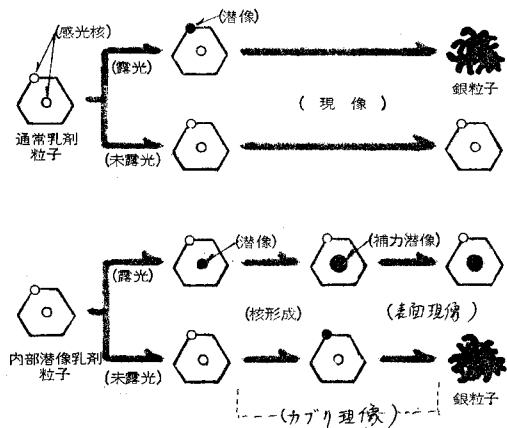 (感光核)
(潜像)
(露光)
(現像)
銀粒子
通常乳剤
粒子
(未露光)
(潜像)
(補力潜像)
(露光)
(核形成)
(表面現像)
内部潜像乳剤
粒子
(未露光)
銀粒子
(カブリ現像)